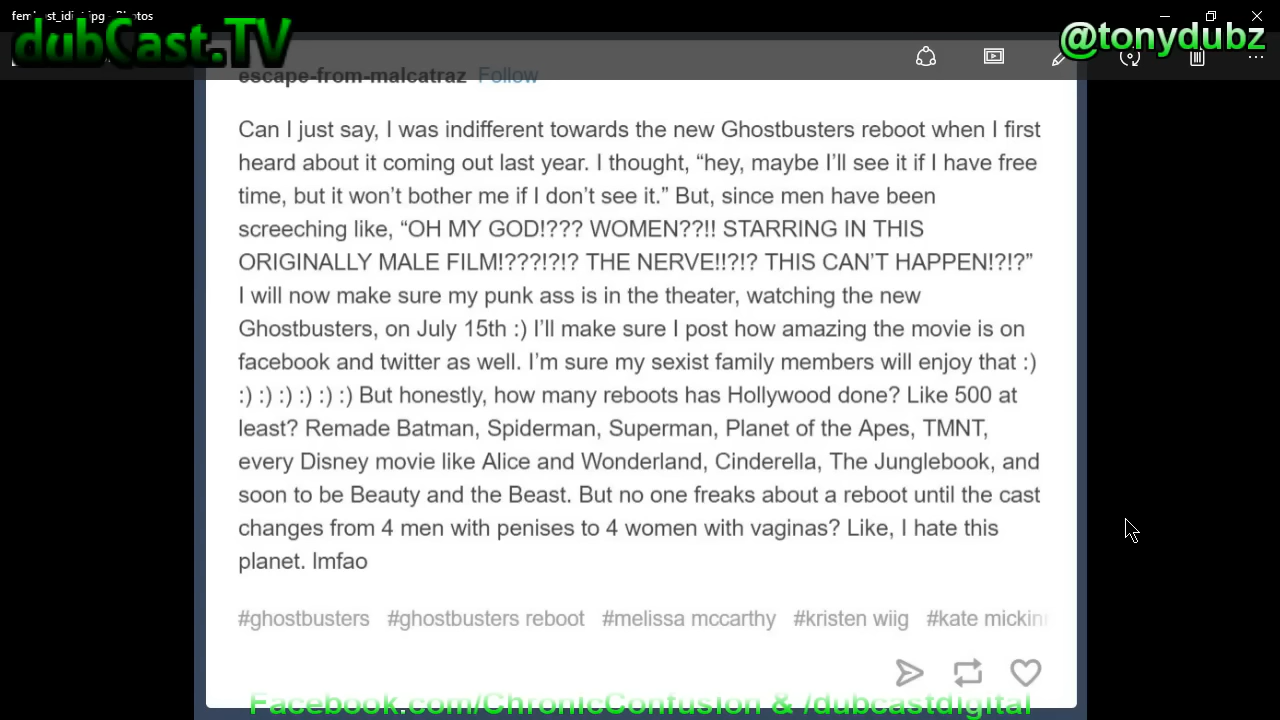 dubCast.TV
@tonydubz
escape-from-malcatraz Follow
Can I just say, I was indifferent towards the new Ghostbusters reboot when I first
heard about it coming out last year. I thought, “hey, maybe I’ll see it if I have free
time, but it won’t bother me if I don’t see it.” But, since men have been
screeching like, “OH MY GOD!??? WOMEN??!! STARRING IN THIS
ORIGINALLY MALE FILM!???!?!? THE NERVE!!?!? THIS CAN’T HAPPEN!?!?”
I will now make sure my punk ass is in the theater, watching the new
Ghostbusters, on July 15th :) I’ll make sure I post how amazing the movie is on
facebook and twitter as well. I’m sure my sexist family members will enjoy that :)
:) :) :) :) :) :) But honestly, how many reboots has Hollywood done? Like 500 at
least? Remade Batman, Spiderman, Superman, Planet of the Apes, TMNT,
every Disney movie like Alice and Wonderland, Cinderella, The Junglebook, and
soon to be Beauty and the Beast. But no one freaks about a reboot until the cast
changes from 4 men with penises to 4 women with vaginas? Like, I hate this
planet. lmfao
#ghostbusters #ghostbusters reboot #melissa mccarthy #kristen wiig #kate mckinn
Facebook.com/ChronicConfusion & /dubcastdigital